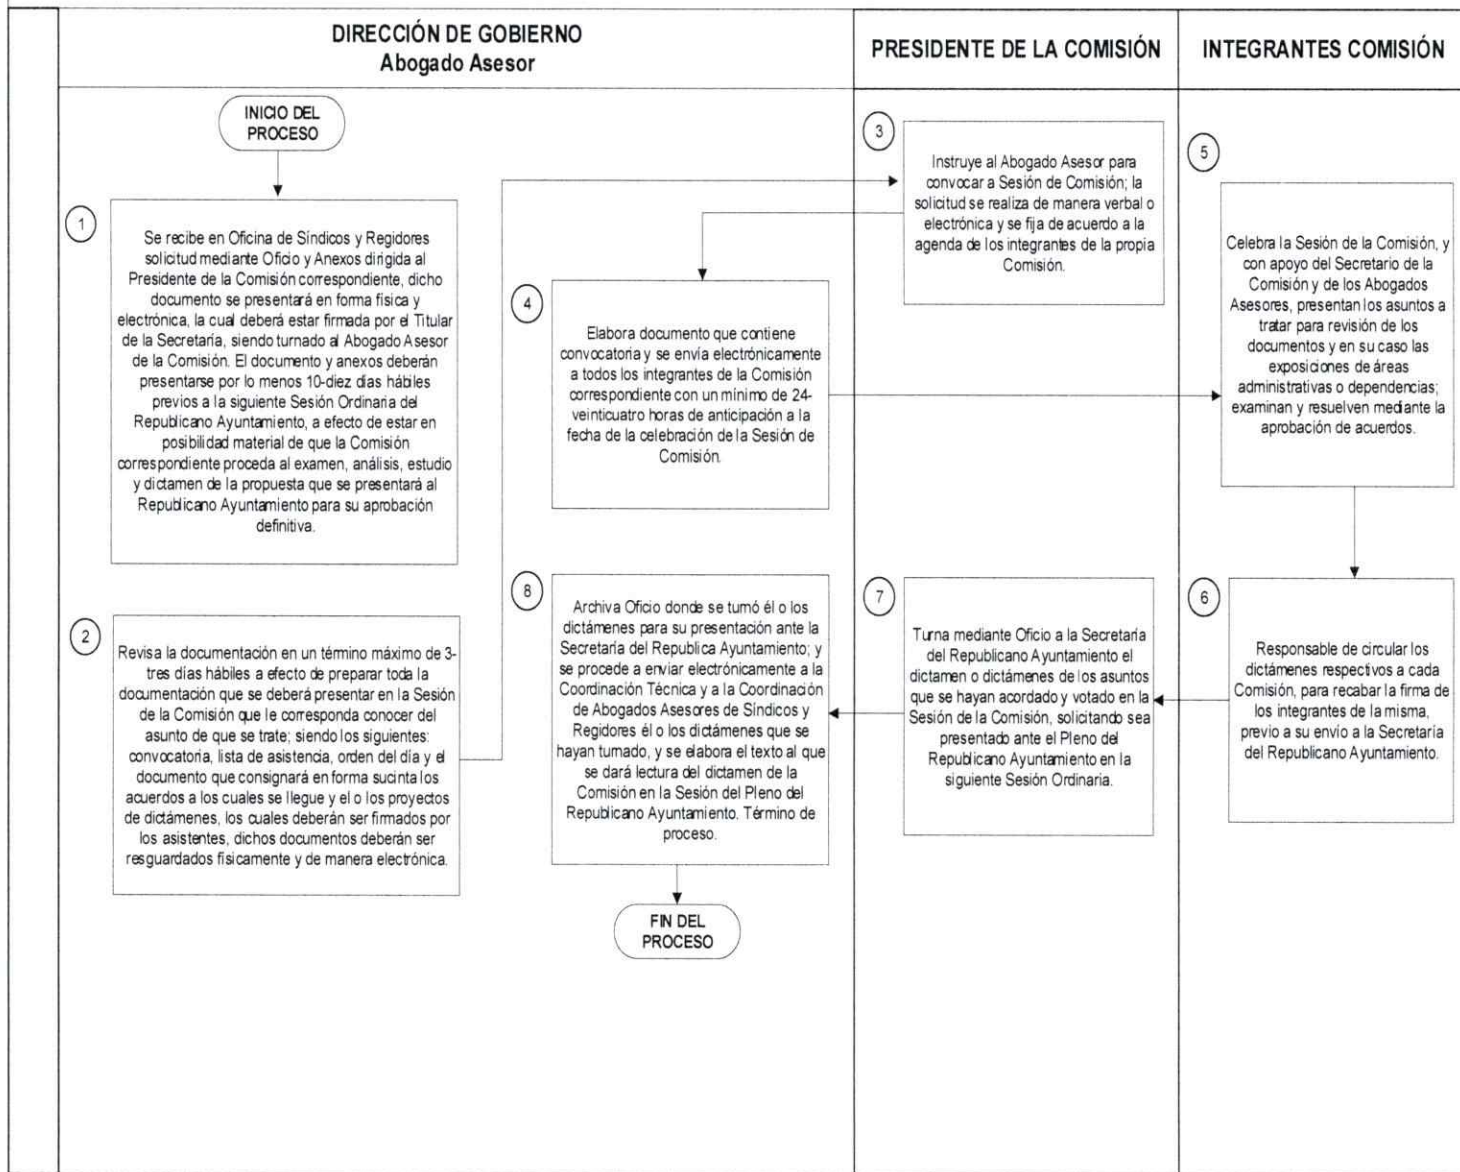 DIRECCIÓN DE GOBIERNO
Abogado Asesor
PRESIDENTE DE LA COMISIÓN
INTEGRANTES COMISIÓN
INICIO DEL
PROCESO
1
Se recibe en Oficina de Síndicos y Regidores
solicitud mediante Oficio y Anexos dirigida al
Presidente de la Comisión correspondiente, dicho
documento se presentará en forma física y
electrónica, la cual deberá estar firmada por el Titular
de la Secretaría, siendo turnado al Abogado Asesor
de la Comisión. El documento y anexos deberán
presentarse por lo menos 10-diez días hábiles
previos a la siguiente Sesión Ordinaria del
Republicano Ayuntamiento, a efecto de estar en
posibilidad material de que la Comisión
correspondiente proceda al examen, análisis, estudio
y dictamen de la propuesta que se presentará al
Republicano Ayuntamiento para su aprobación
definitiva.
2
Revisa la documentación en un término máximo de 3-
tres días hábiles a efecto de preparar toda la
documentación que se deberá presentar en la Sesión
de la Comisión que le corresponda conocer del
asunto de que se trate; siendo los siguientes:
convocatoria, lista de asistencia, orden del día y el
documento que consignará en forma sucinta los
acuerdos a los cuales se llegue y el o los proyectos
de dictámenes, los cuales deberán ser firmados por
los asistentes, dichos documentos deberán ser
resguardados físicamente y de manera electrónica.
3
Instruye al Abogado Asesor para
convocar a Sesión de Comisión; la
solicitud se realiza de manera verbal o
electrónica y se fija de acuerdo a la
agenda de los integrantes de la propia
Comisión.
4
Elabora documento que contiene
convocatoria y se envía electrónicamente
a todos los integrantes de la Comisión
correspondiente con un mínimo de 24-
veinticuatro horas de anticipación a la
fecha de la celebración de la Sesión de
Comisión.
5
Celebra la Sesión de la Comisión, y
con apoyo del Secretario de la
Comisión y de los Abogados
Asesores, presentan los asuntos a
tratar para revisión de los
documentos y en su caso las
exposiciones de áreas
administrativas o dependencias;
examinan y resuelven mediante la
aprobación de acuerdos.
6
Responsable de circular los
dictámenes respectivos a cada
Comisión, para recabar la firma de
los integrantes de la misma,
previo a su envio a la Secretaría
del Republicano Ayuntamiento.
7
Turna mediante Oficio a la Secretaría
del Republicano Ayuntamiento el
dictamen o dictámenes de los asuntos
que se hayan acordado y votado en la
Sesión de la Comisión, solicitando sea
presentado ante el Pleno del
Republicano Ayuntamiento en la
siguiente Sesión Ordinaria.
8
Archiva Oficio donde se turnó él o los
dictámenes para su presentación ante la
Secretaría del Republica Ayuntamiento; y
se procede a enviar electrónicamente a la
Coordinación Técnica y a la Coordinación
de Abogados Asesores de Síndicos y
Regidores él o los dictámenes que se
hayan turnado, y se elabora el texto al que
se dará lectura del dictamen de la
Comisión en la Sesión del Pleno del
Republicano Ayuntamiento. Término de
proceso.
FIN DEL
PROCESO